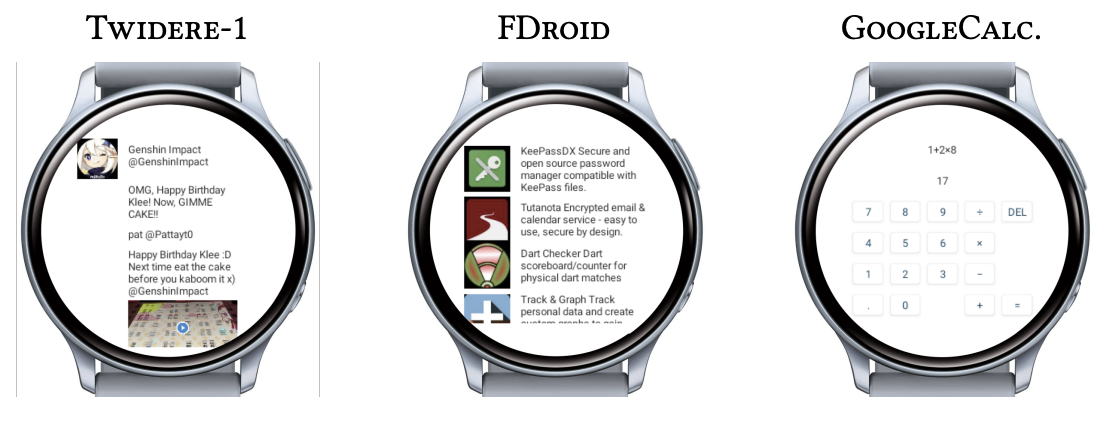 Twidere-1
FDroid
GoogleCalc.
Genshin Impact
@GenshinImpact
OMG, Happy Birthday
Klee! Now, GIMME
CAKE!!
pat @Pattayt0
Happy Birthday Klee :D
Next time eat the cake
before you kaboom it x)
@GenshinImpact
KeePassDX Secure and
open source password
manager compatible with
KeePass files.
Tutanota Encrypted email &
calendar service - easy to
use, secure by design.
Dart Checker Dart
scoreboard/counter for
physical dart matches
Track & Graph Track
personal data and create
custom graphs to gain
1+2×8
17
7 8 9 ÷ DEL
4 5 6 ×
1 2 3 −
. 0 + =